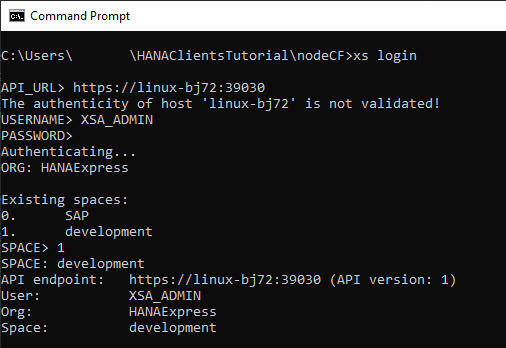 Command Prompt
C:\Users\        \HANAClientsTutorial\nodeCF>xs login
API_URL> https://linux-bj72:39030
The authenticity of host 'linux-bj72' is not validated!
USERNAME> XSA_ADMIN
PASSWORD>
Authenticating...
ORG: HANAExpress
Existing spaces:
0.      SAP
1.      development
SPACE> 1
SPACE: development
API endpoint:   https://linux-bj72:39030 (API version: 1)
User:           XSA_ADMIN
Org:            HANAExpress
Space:          development